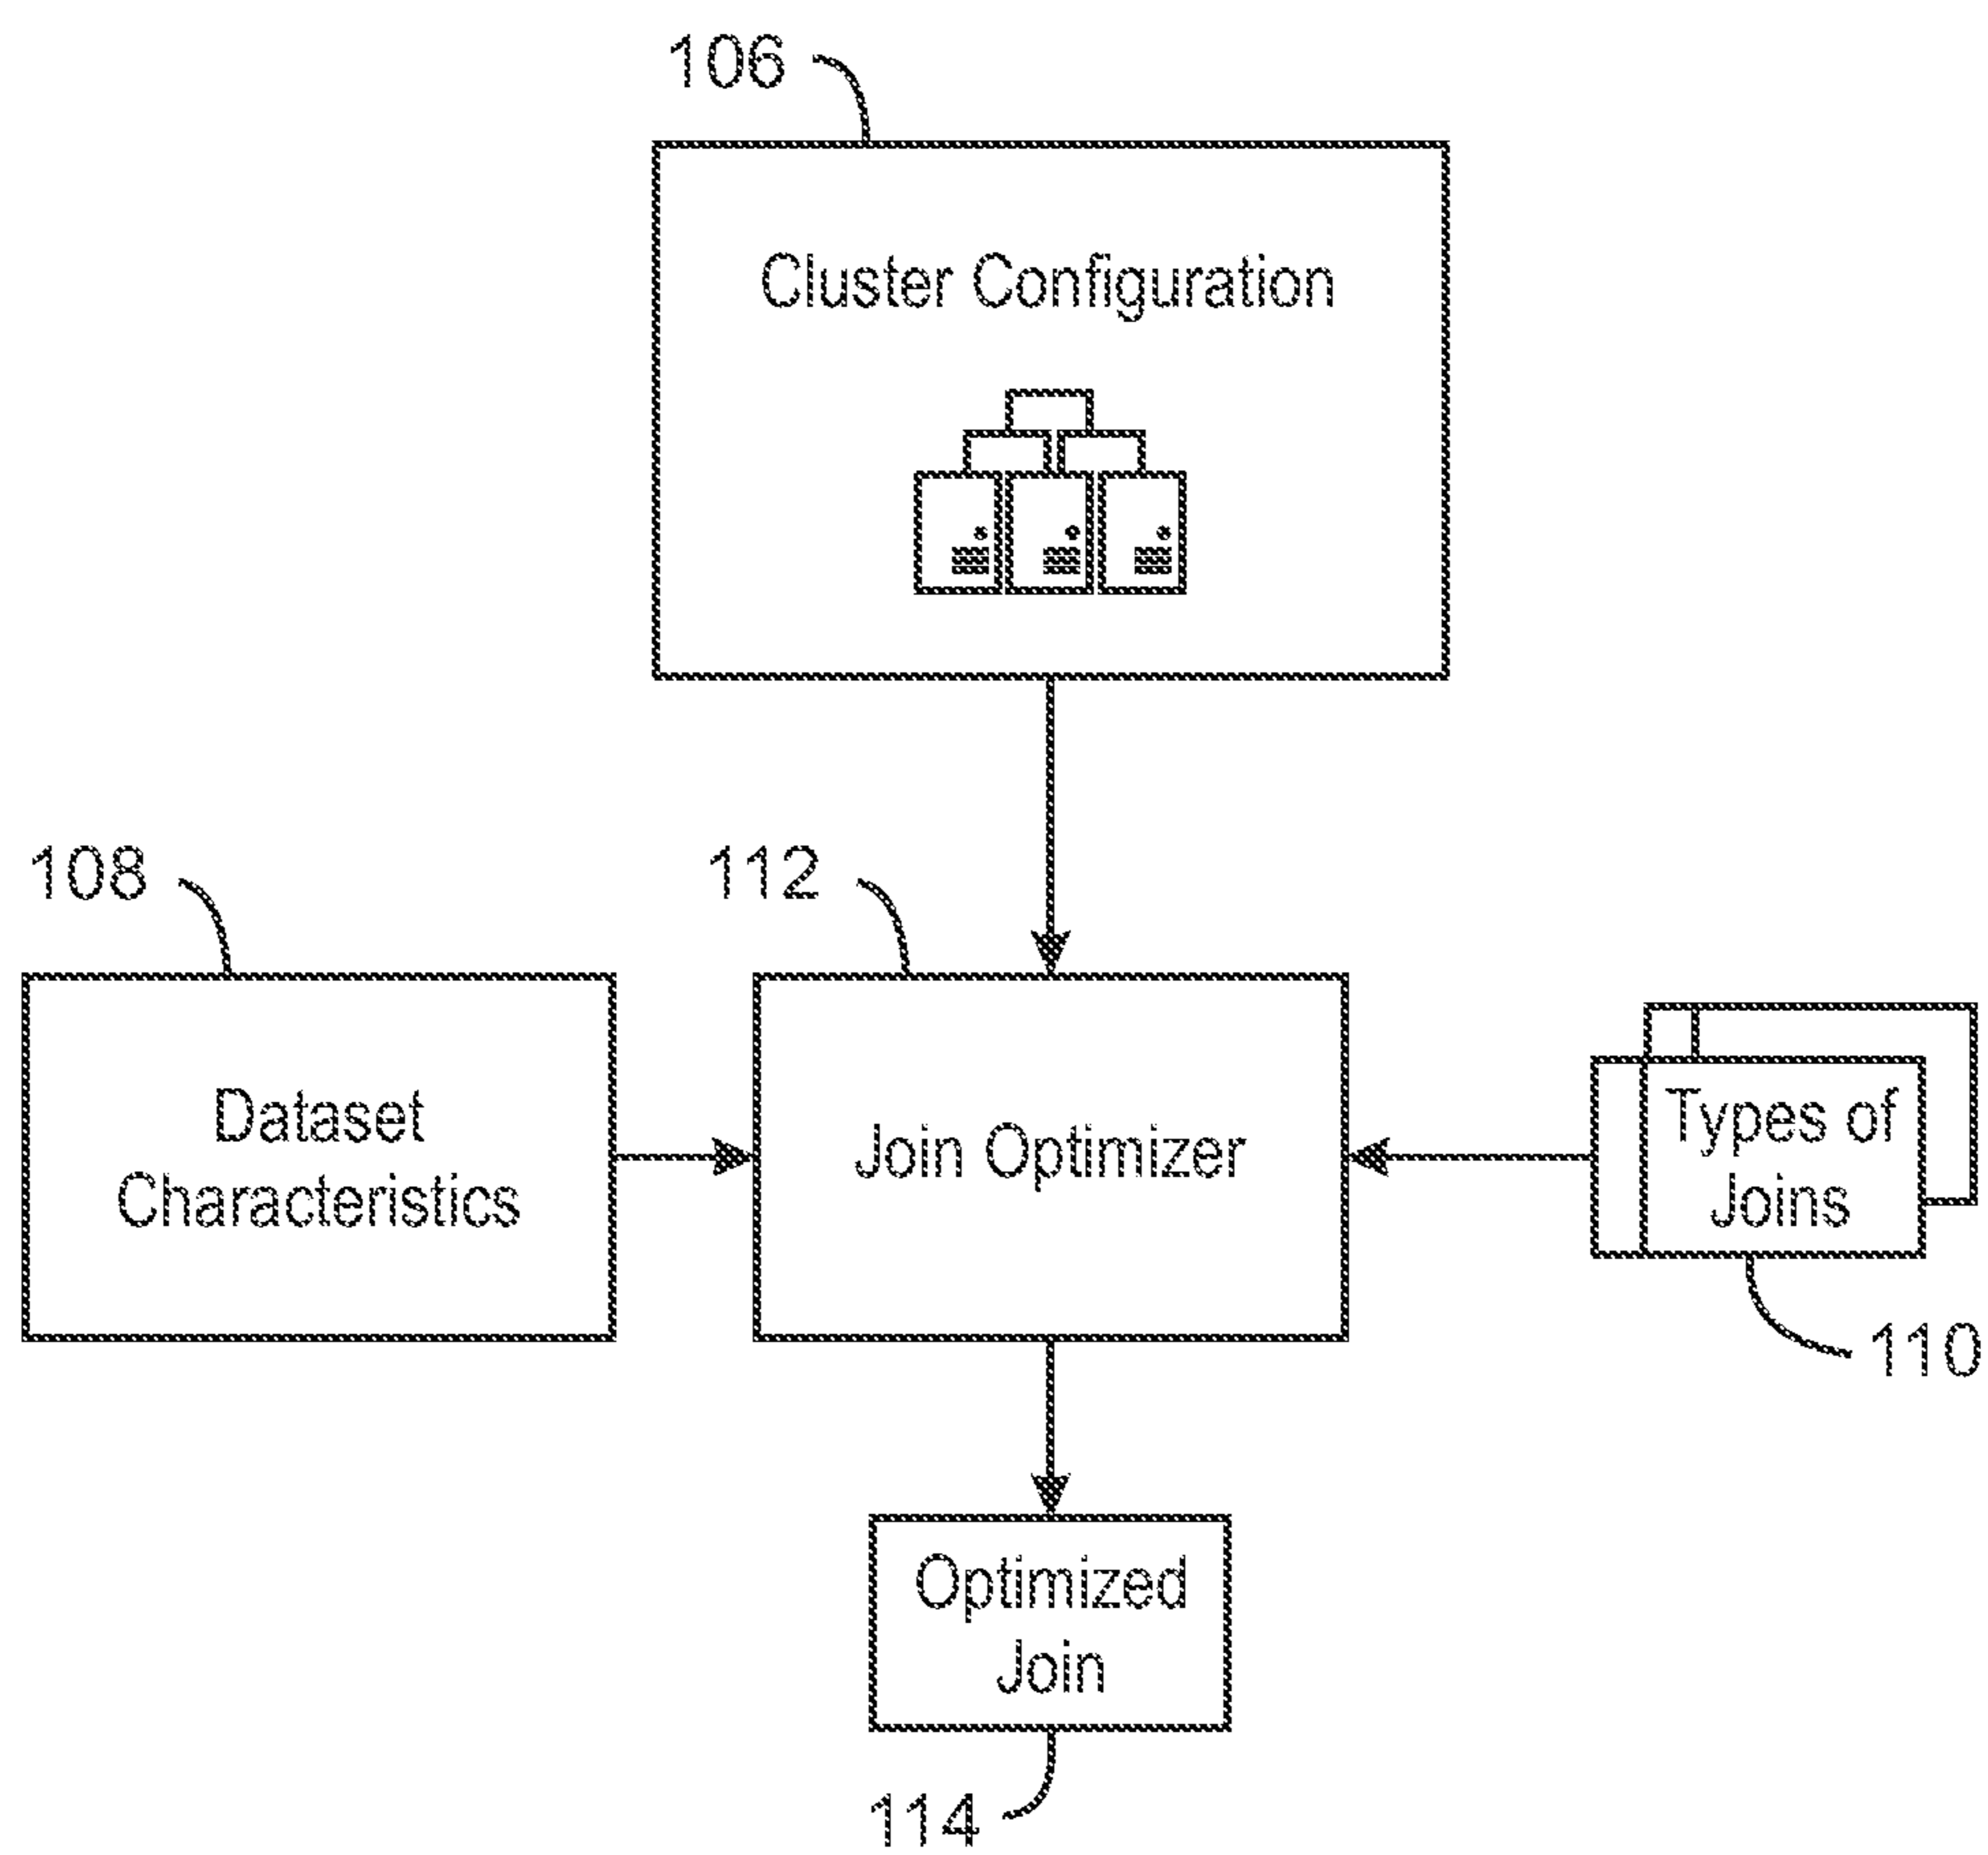 106
Cluster Configuration
108
112
Dataset
Characteristics
Join Optimizer
Types of
Joins
110
Optimized
Join
114